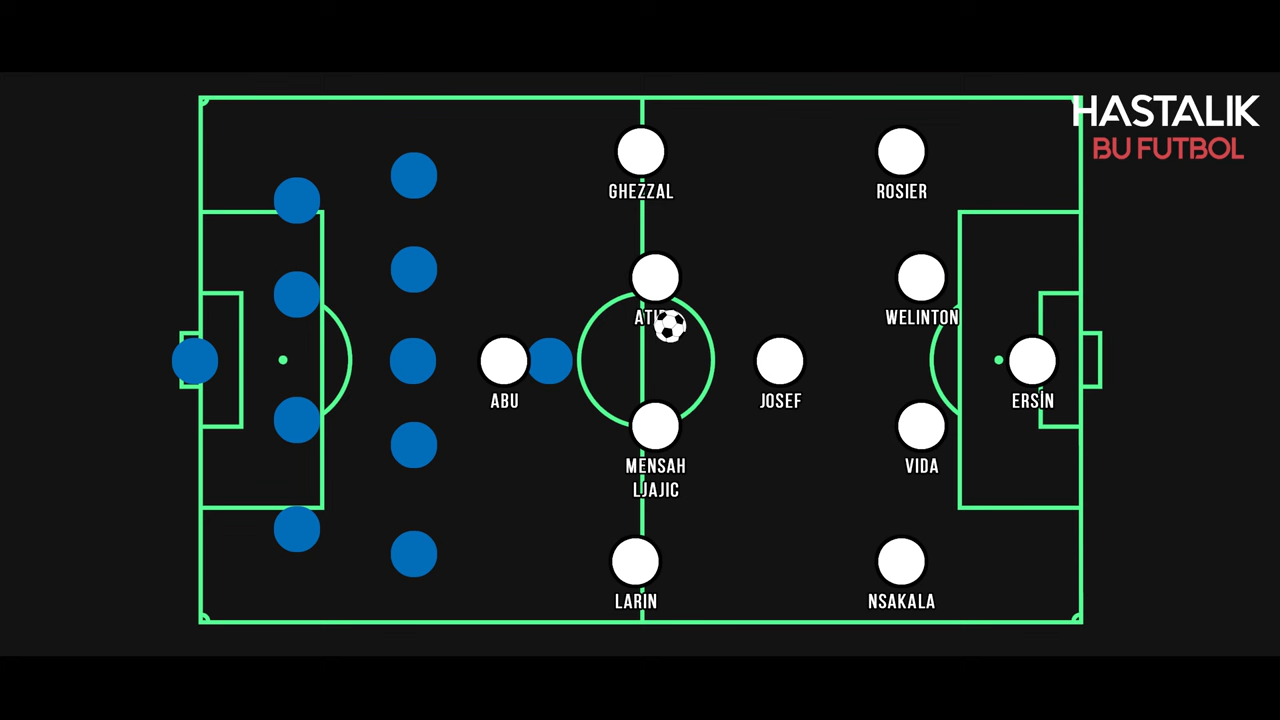 HASTALIK
BU FUTBOL
GHEZZAL
ROSIER
WELINTON
ABU
JOSEF
ERSİN
MENSAH
LJAJIC
VIDA
LARIN
NSAKALA